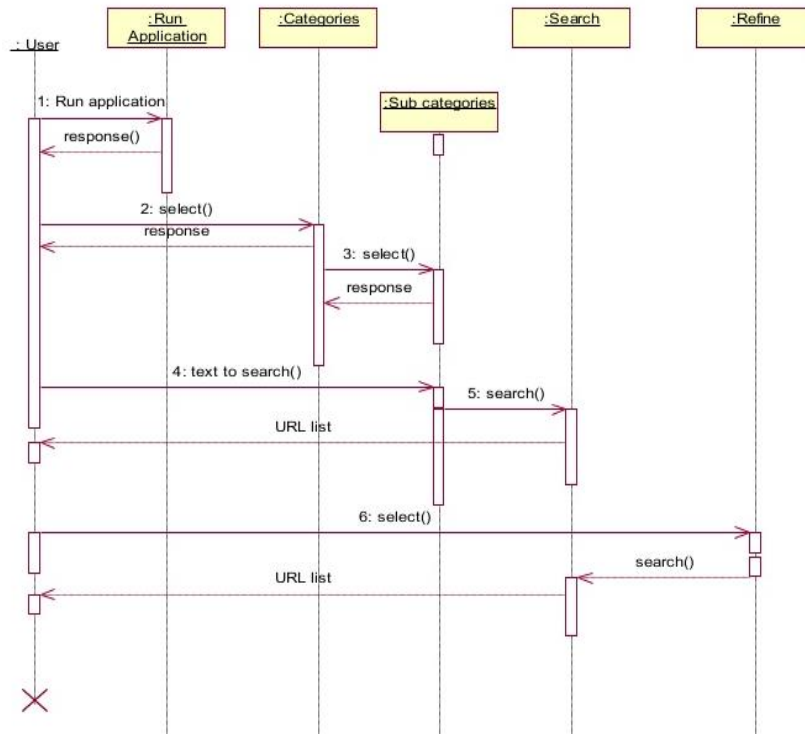 :Run
Application
:Categories
:Search
:Refine
: User
:Sub categories
1: Run application
response()
2: select()
response
3: select()
response
4: text to search()
5: search()
URL list
6: select()
search()
URL list